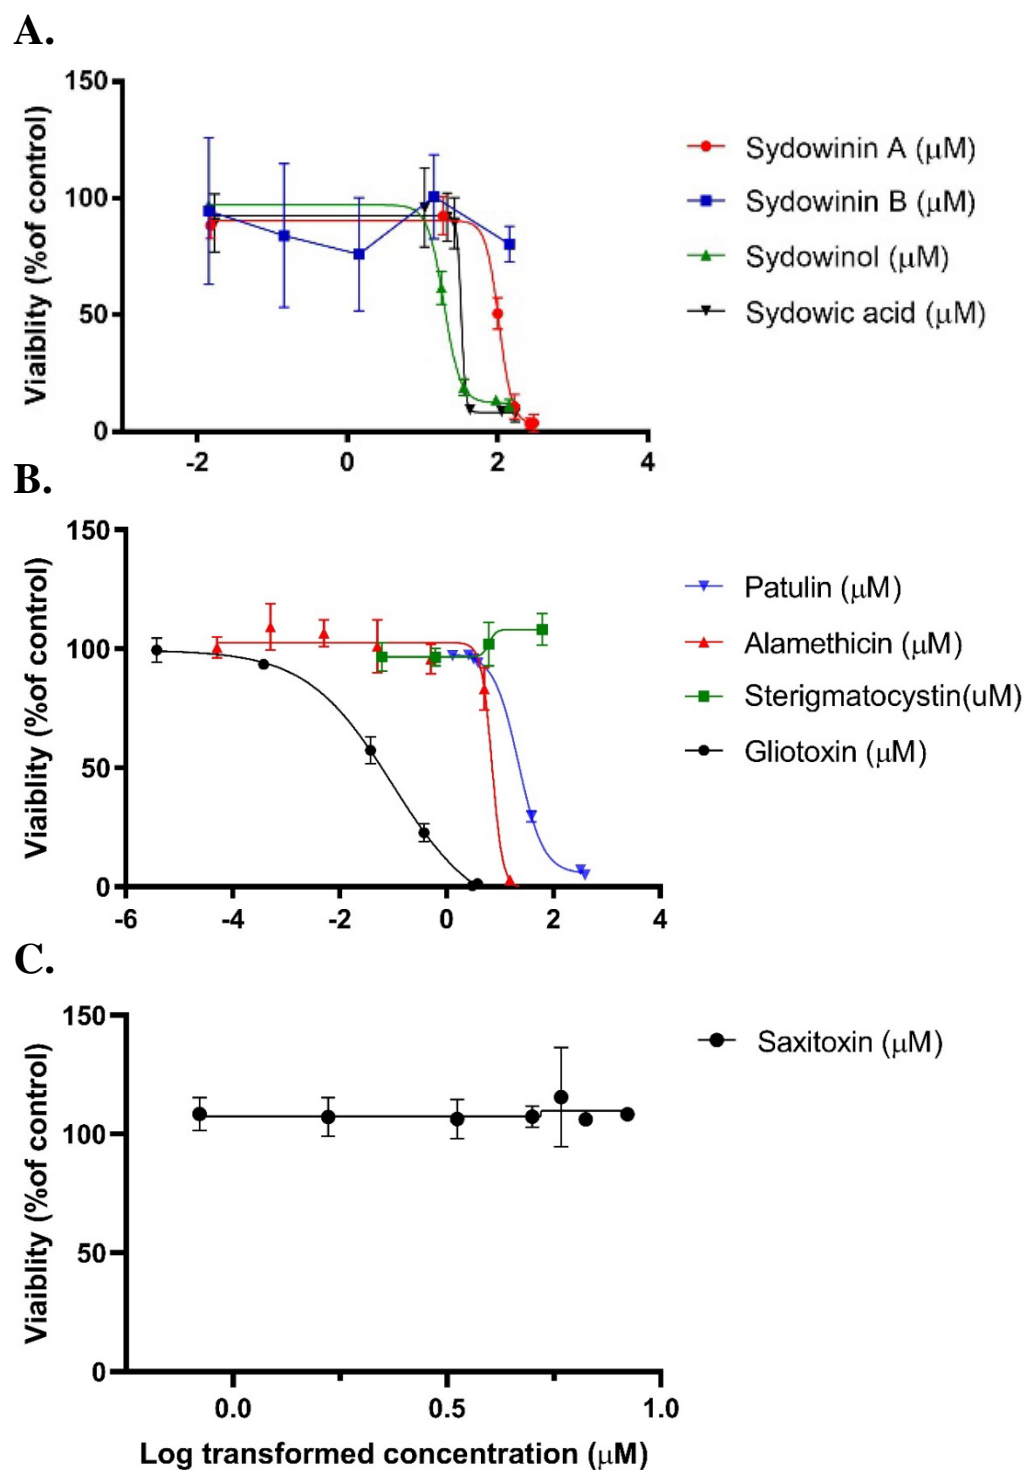 A.
150
100
50
0
-2
0
2
4
Viaiblity (%of control)
Sydowinin A (μM)
Sydowinin B (μM)
Sydowinol (μM)
Sydowic acid (μM)
B.
150
100
50
0
-6
-4
-2
0
2
4
Viaiblity (%of control)
Patulin (μM)
Alamethicin (μM)
Sterigmatocystin(uM)
Gliotoxin (μM)
C.
150
100
50
0
0.0
0.5
1.0
Viaiblity (%of control)
Saxitoxin (μM)
Log transformed concentration (μM)